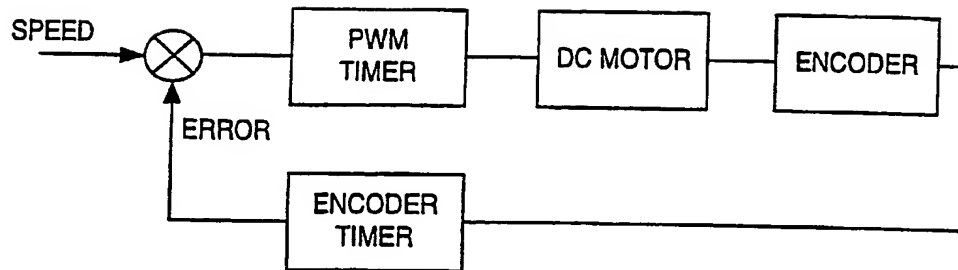 SPEED
PWM
TIMER
DC MOTOR
ENCODER
ERROR
ENCODER
TIMER